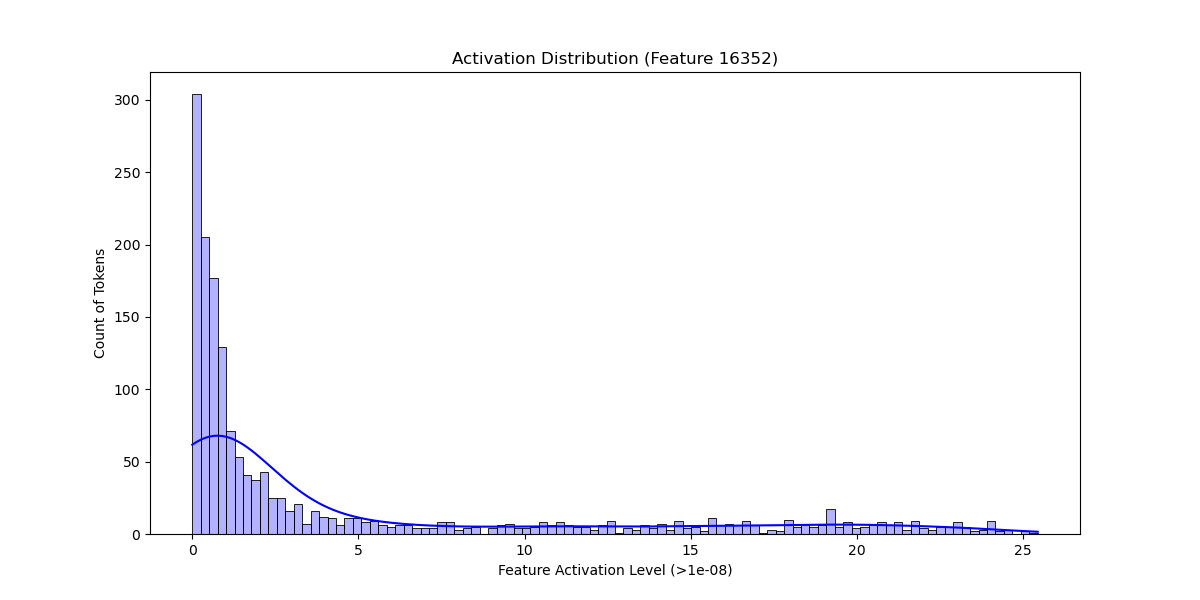 Activation Distribution (Feature 16352)
300
250
200
150
100
50
0
Count of Tokens
0 5 10 15 20 25
Feature Activation Level (>1e-08)